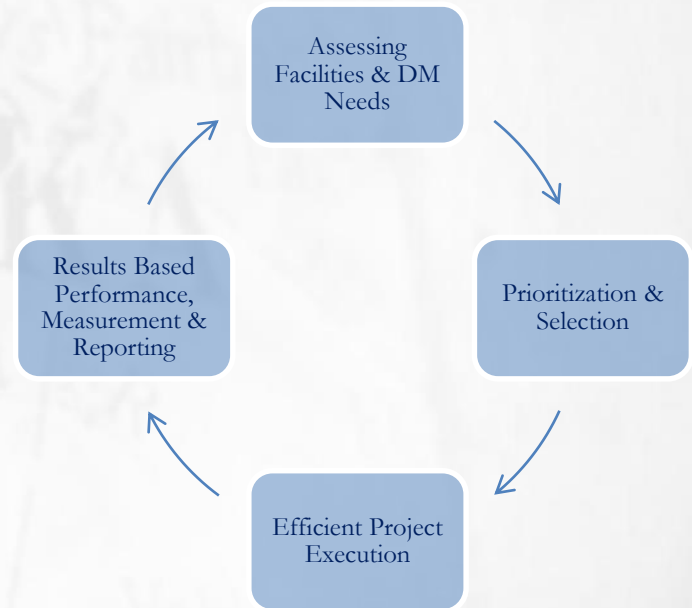 Assessing
Facilities & DM
Needs
Prioritization &
Selection
Efficient Project
Execution
Results Based
Performance,
Measurement &
Reporting